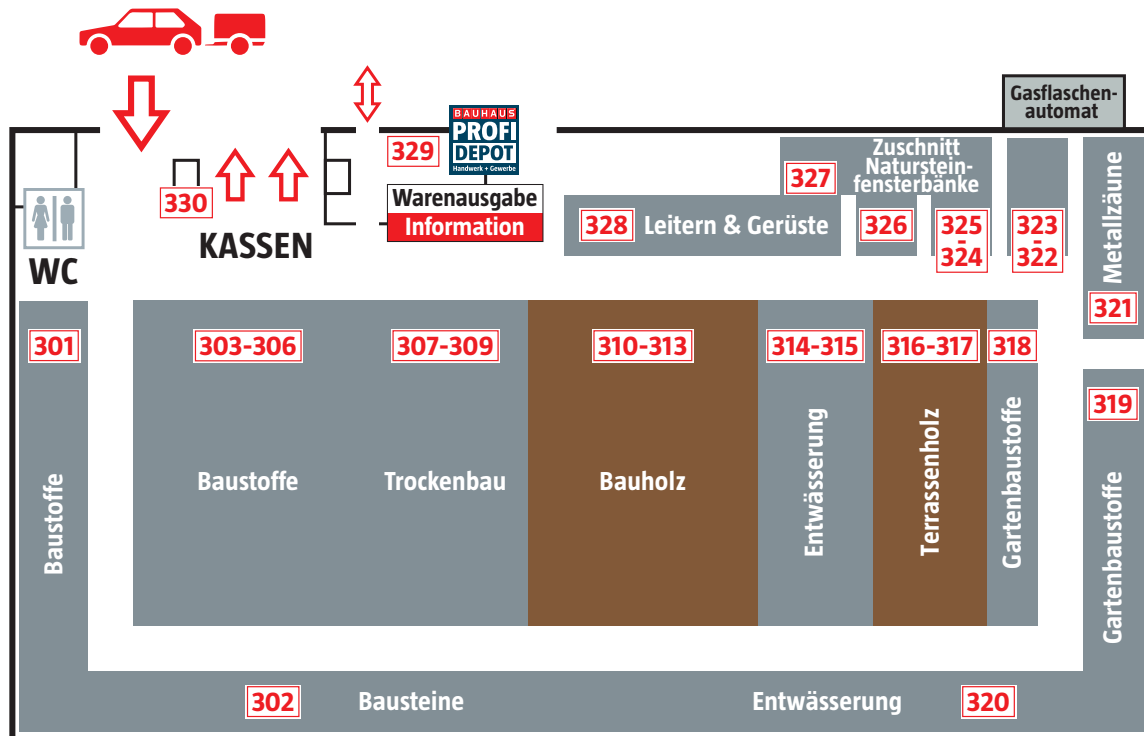 Gasflaschen-
automat
BAUHAUS
PROFI
DEPOT
Handwerk + Gewerbe
329
330
KASSEN
Warenausgabe
Information
WC
327
Zuschnitt
Naturstein-
fensterbänke
328 Leitern & Gerüste
326
325
-
324
323
-
322
Metallzäune
321
301
Baustoffe
303-306
Baustoffe
307-309
Trockenbau
310-313
Bauholz
314-315
Entwässerung
316-317
Terrassenholz
318
Gartenbaustoffe
319
Gartenbaustoffe
302 Bausteine
Entwässerung 320